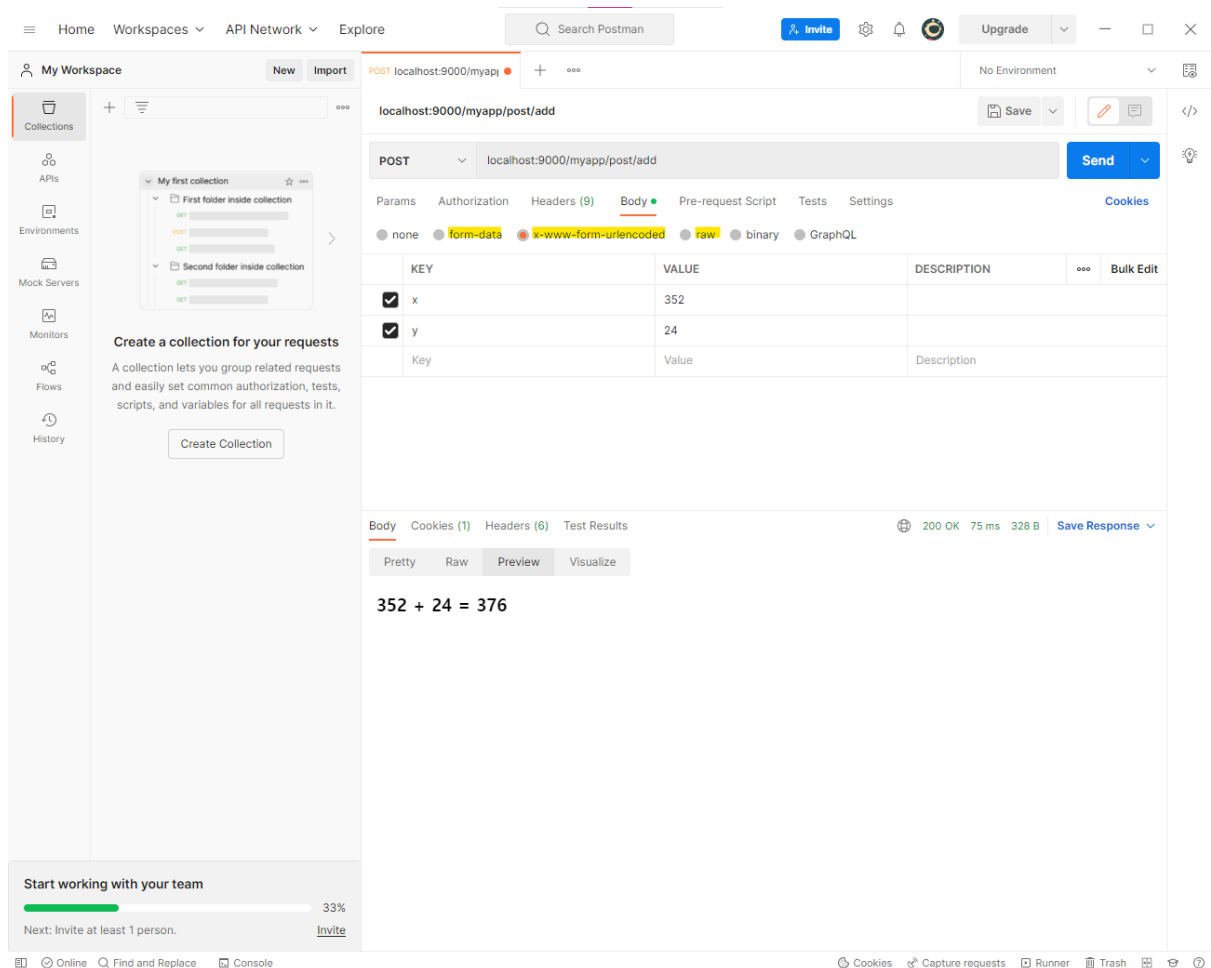 Home Workspaces API Network Explore Search Postman Invite Upgrade
My Workspace New Import POST localhost:9000/myap No Environment
Collections
APIs
Environments
Mock Servers
Monitors
Flows
History
My first collection
First folder inside collection
GET
POST
GET
Second folder inside collection
GET
GET
Create a collection for your requests
A collection lets you group related requests
and easily set common authorization, tests,
scripts, and variables for all requests in it.
Create Collection
Start working with your team
33%
Next: Invite at least 1 person. Invite
localhost:9000/myapp/post/add Save
POST localhost:9000/myapp/post/add Send
Params Authorization Headers (9) Body Pre-request Script Tests Settings Cookies
none form-data x-www-form-urlencoded raw binary GraphQL
KEY VALUE DESCRIPTION Bulk Edit
x 352
y 24
Key Value Description
Body Cookies (1) Headers (6) Test Results 200 OK 75 ms 328 B Save Response
Pretty Raw Preview Visualize
352 + 24 = 376
Online Find and Replace Console Cookies Capture requests Runner Trash